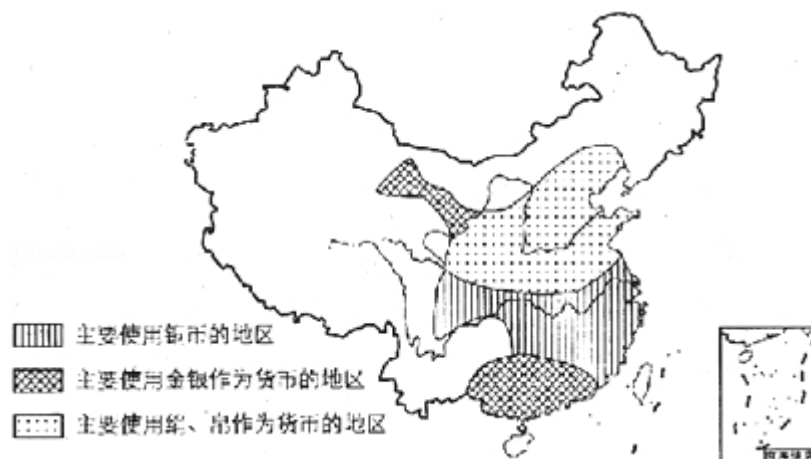 主要使用铜币的地区
主要使用金银作为货币的地区
主要使用绢、帛作为货币的地区